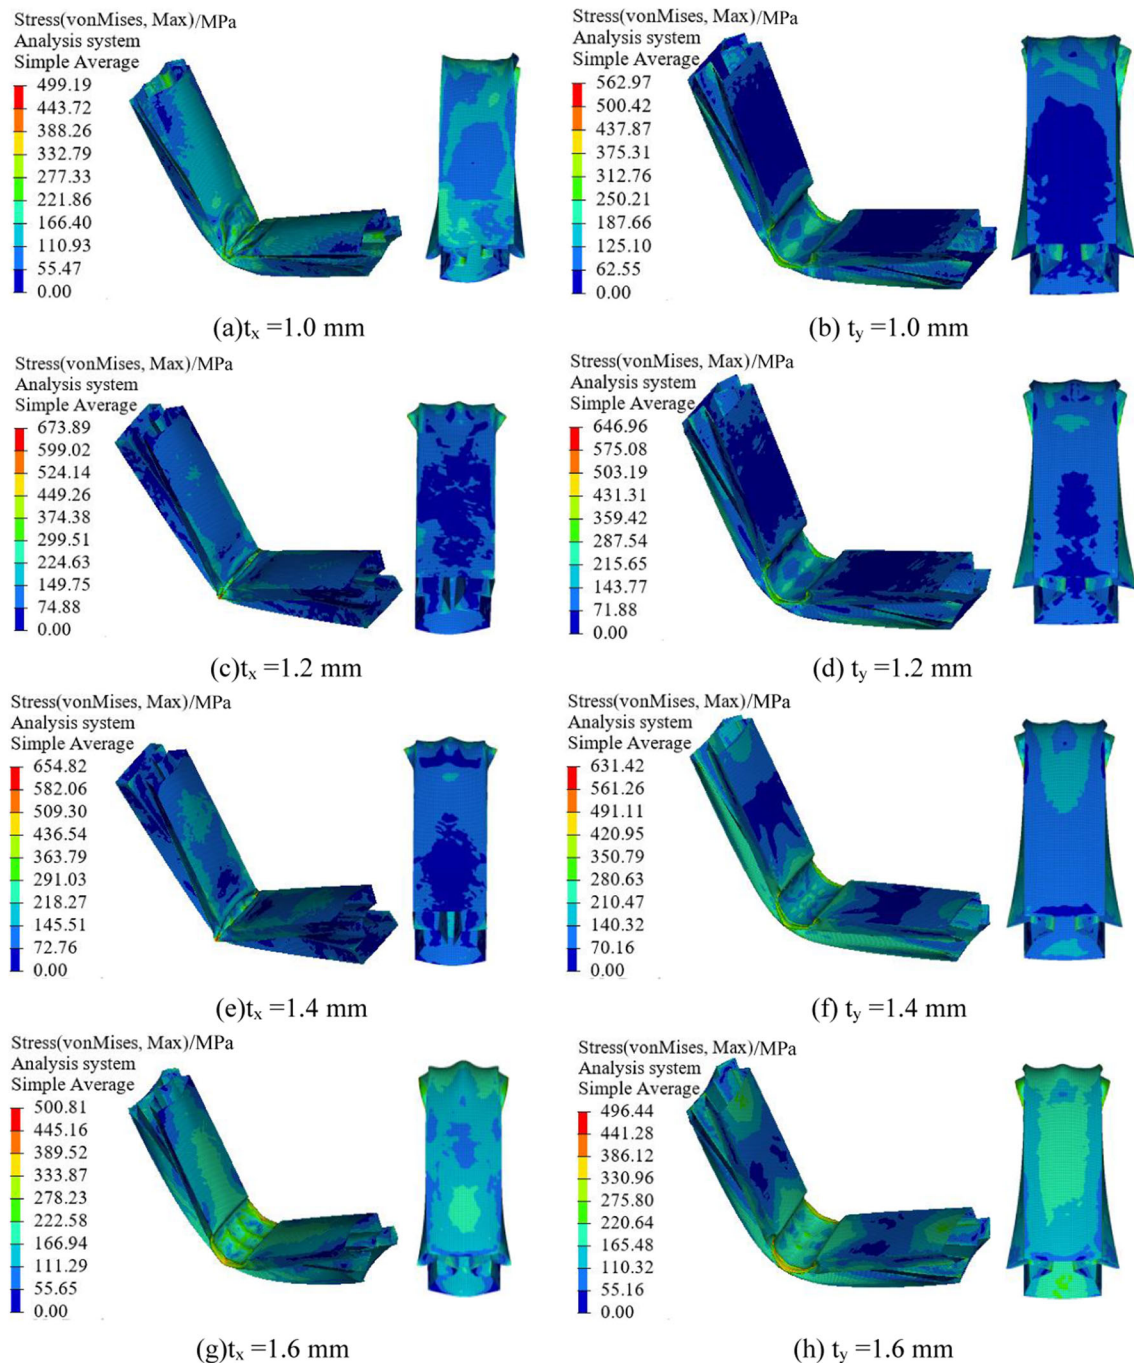 Stress(vonMises, Max)/MPa
Analysis system
Simple Average
499.19
443.72
388.26
332.79
277.33
221.86
166.40
110.93
55.47
0.00
(a)tx =1.0 mm
Stress(vonMises, Max)/MPa
Analysis system
Simple Average
562.97
500.42
437.87
375.31
312.76
250.21
187.66
125.10
62.55
0.00
(b) ty =1.0 mm
Stress(vonMises, Max)/MPa
Analysis system
Simple Average
673.89
599.02
524.14
449.26
374.38
299.51
224.63
149.75
74.88
0.00
(c)tx =1.2 mm
Stress(vonMises, Max)/MPa
Analysis system
Simple Average
646.96
575.08
503.19
431.31
359.42
287.54
215.65
143.77
71.88
0.00
(d) ty =1.2 mm
Stress(vonMises, Max)/MPa
Analysis system
Simple Average
654.82
582.06
509.30
436.54
363.79
291.03
218.27
145.51
72.76
0.00
(e)tx =1.4 mm
Stress(vonMises, Max)/MPa
Analysis system
Simple Average
631.42
561.26
491.11
420.95
350.79
280.63
210.47
140.32
70.16
0.00
(f) ty =1.4 mm
Stress(vonMises, Max)/MPa
Analysis system
Simple Average
500.81
445.16
389.52
333.87
278.23
222.58
166.94
111.29
55.65
0.00
(g)tx =1.6 mm
Stress(vonMises, Max)/MPa
Analysis system
Simple Average
496.44
441.28
386.12
330.96
275.80
220.64
165.48
110.32
55.16
0.00
(h) ty =1.6 mm